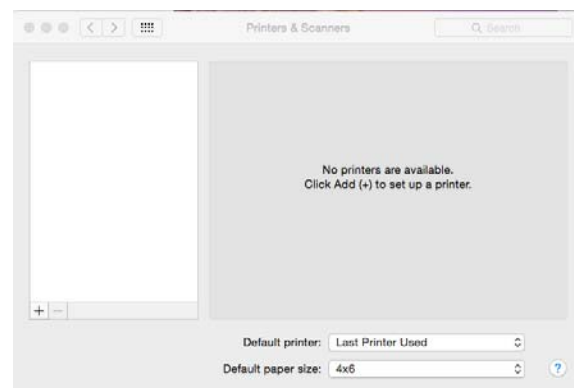 Printers & Scanners
Search
No printers are available.
Click Add (+) to set up a printer.
+ −
Default printer: Last Printer Used
Default paper size: 4x6
?